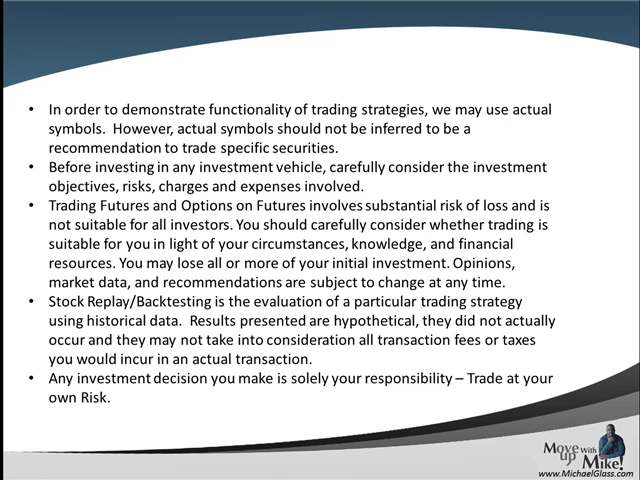 • In order to demonstrate functionality of trading strategies, we may use actual
symbols.  However, actual symbols should not be inferred to be a
recommendation to trade specific securities.
• Before investing in any investment vehicle, carefully consider the investment
objectives, risks, charges and expenses involved.
• Trading Futures and Options on Futures involves substantial risk of loss and is
not suitable for all investors. You should carefully consider whether trading is
suitable for you in light of your circumstances, knowledge, and financial
resources. You may lose all or more of your initial investment. Opinions,
market data, and recommendations are subject to change at any time.
• Stock Replay/Backtesting is the evaluation of a particular trading strategy
using historical data.  Results presented are hypothetical, they did not actually
occur and they may not take into consideration all transaction fees or taxes
you would incur in an actual transaction.
• Any investment decision you make is solely your responsibility – Trade at your
own Risk.
Move With
up Mike!
www.MichaelGlass.com